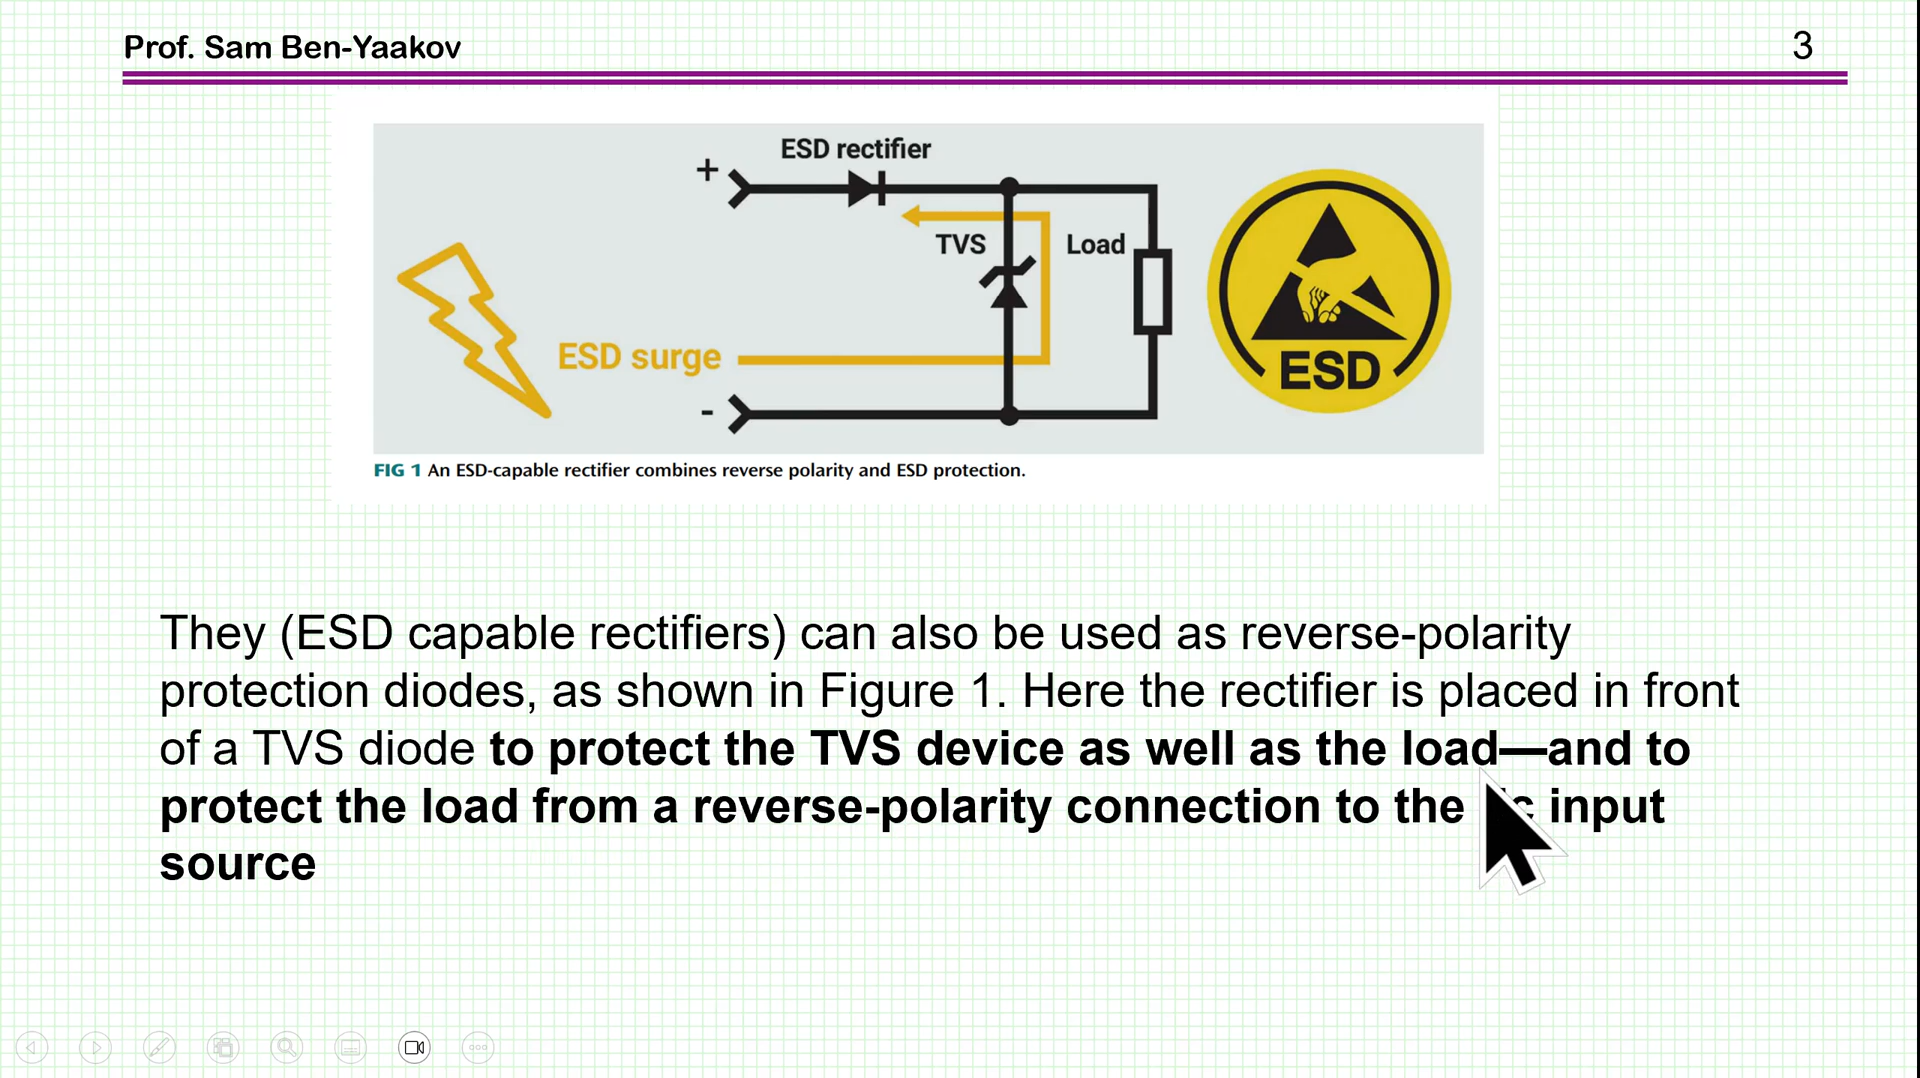 Prof. Sam Ben-Yaakov
3
ESD rectifier
+
TVS
Load
ESD surge
-
ESD
FIG 1 An ESD-capable rectifier combines reverse polarity and ESD protection.
They (ESD capable rectifiers) can also be used as reverse-polarity
protection diodes, as shown in Figure 1. Here the rectifier is placed in front
of a TVS diode to protect the TVS device as well as the load—and to
protect the load from a reverse-polarity connection to the input
source